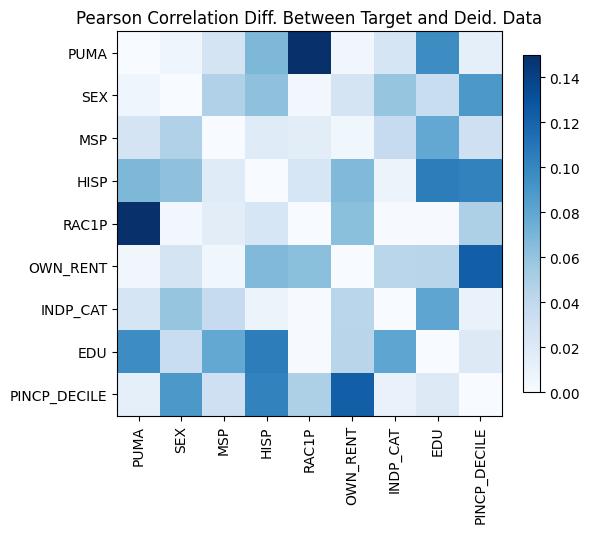 Pearson Correlation Diff. Between Target and Deid. Data
PUMA
SEX
MSP
HISP
RAC1P
OWN_RENT
INDP_CAT
EDU
PINCP_DECILE
PUMA
SEX
MSP
HISP
RAC1P
OWN_RENT
INDP_CAT
EDU
PINCP_DECILE
0.14
0.12
0.10
0.08
0.06
0.04
0.02
0.00